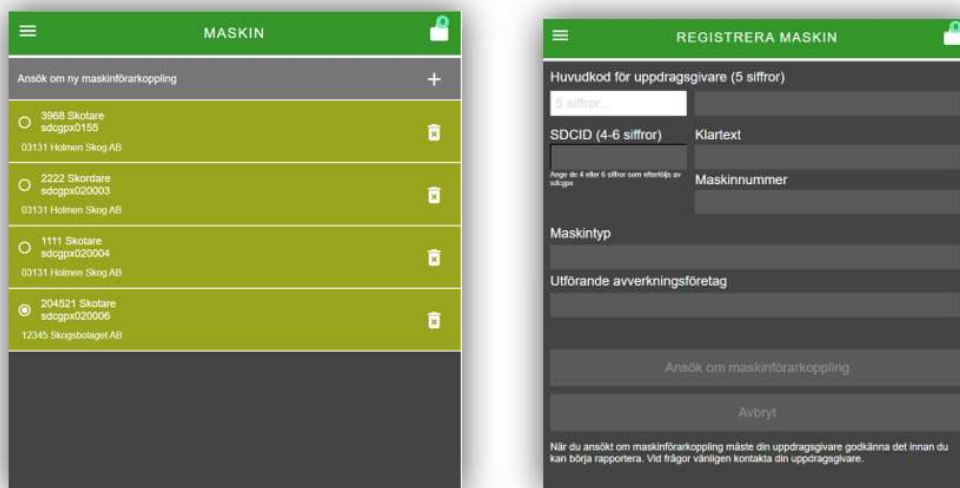 MASKIN
0
Ansök om ny maskinförarkoppling
3968 Skotare
sdcgpx0155
03131 Holmen Skog AB
2222 Skordare
sdcgpx020003
03131 Holmen Skog AB
1111 Skotare
sdcgpx020004
03131 Holmen Skog AB
204521 Skotare
sdcgpx020006
12345 Skogsbolaget AB
REGISTRERA MASKIN
0
Huvudkod för uppdragsgivare (5 siffror)
5 siffror...
SDCID (4-6 siffror)
Klartext
Ange de 4 eller 6 siffror som efterföljs av
sdcgpx
Maskinnummer
Maskintyp
Utförande avverkningsföretag
Ansök om maskinförarkoppling
Avbryt
När du ansökt om maskinförarkoppling måste din uppdragsgivare godkänna det innan du
kan börja rapportera. Vid frågor vänligen kontakta din uppdragsgivare.